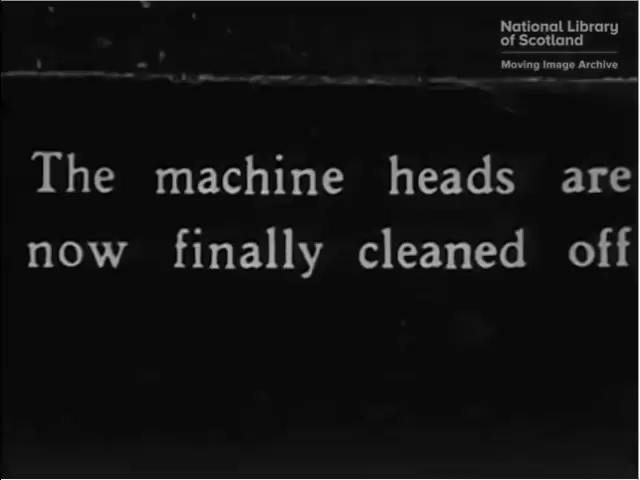 National Library
of Scotland
Moving Image Archive
The machine heads are
now finally cleaned off